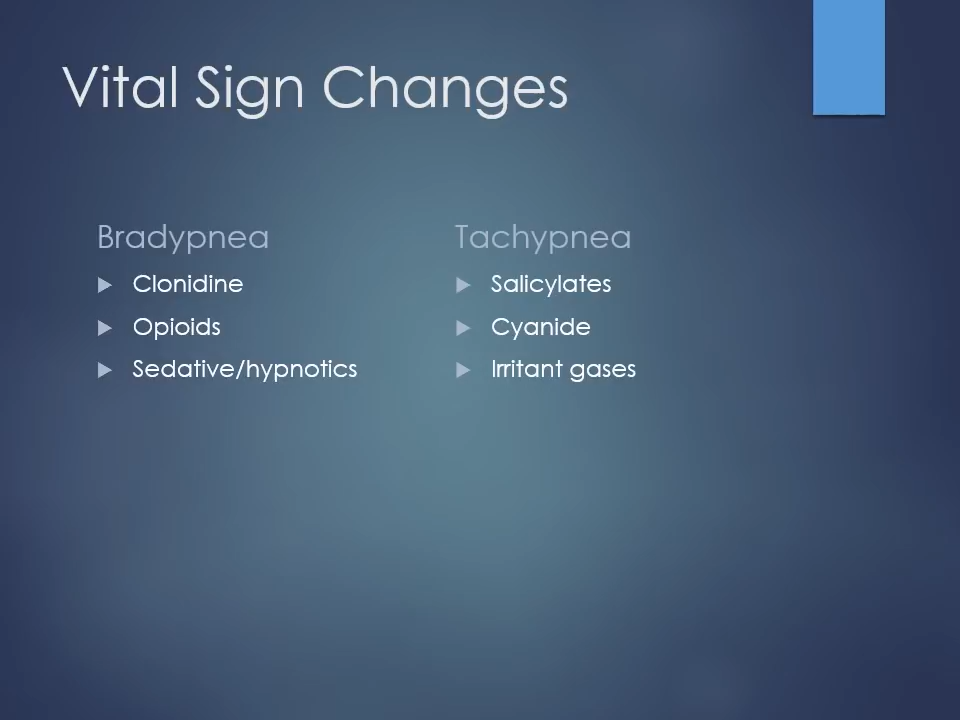 Vital Sign Changes
Bradypnea
Clonidine
Opioids
Sedative/hypnotics
Tachypnea
Salicylates
Cyanide
Irritant gases